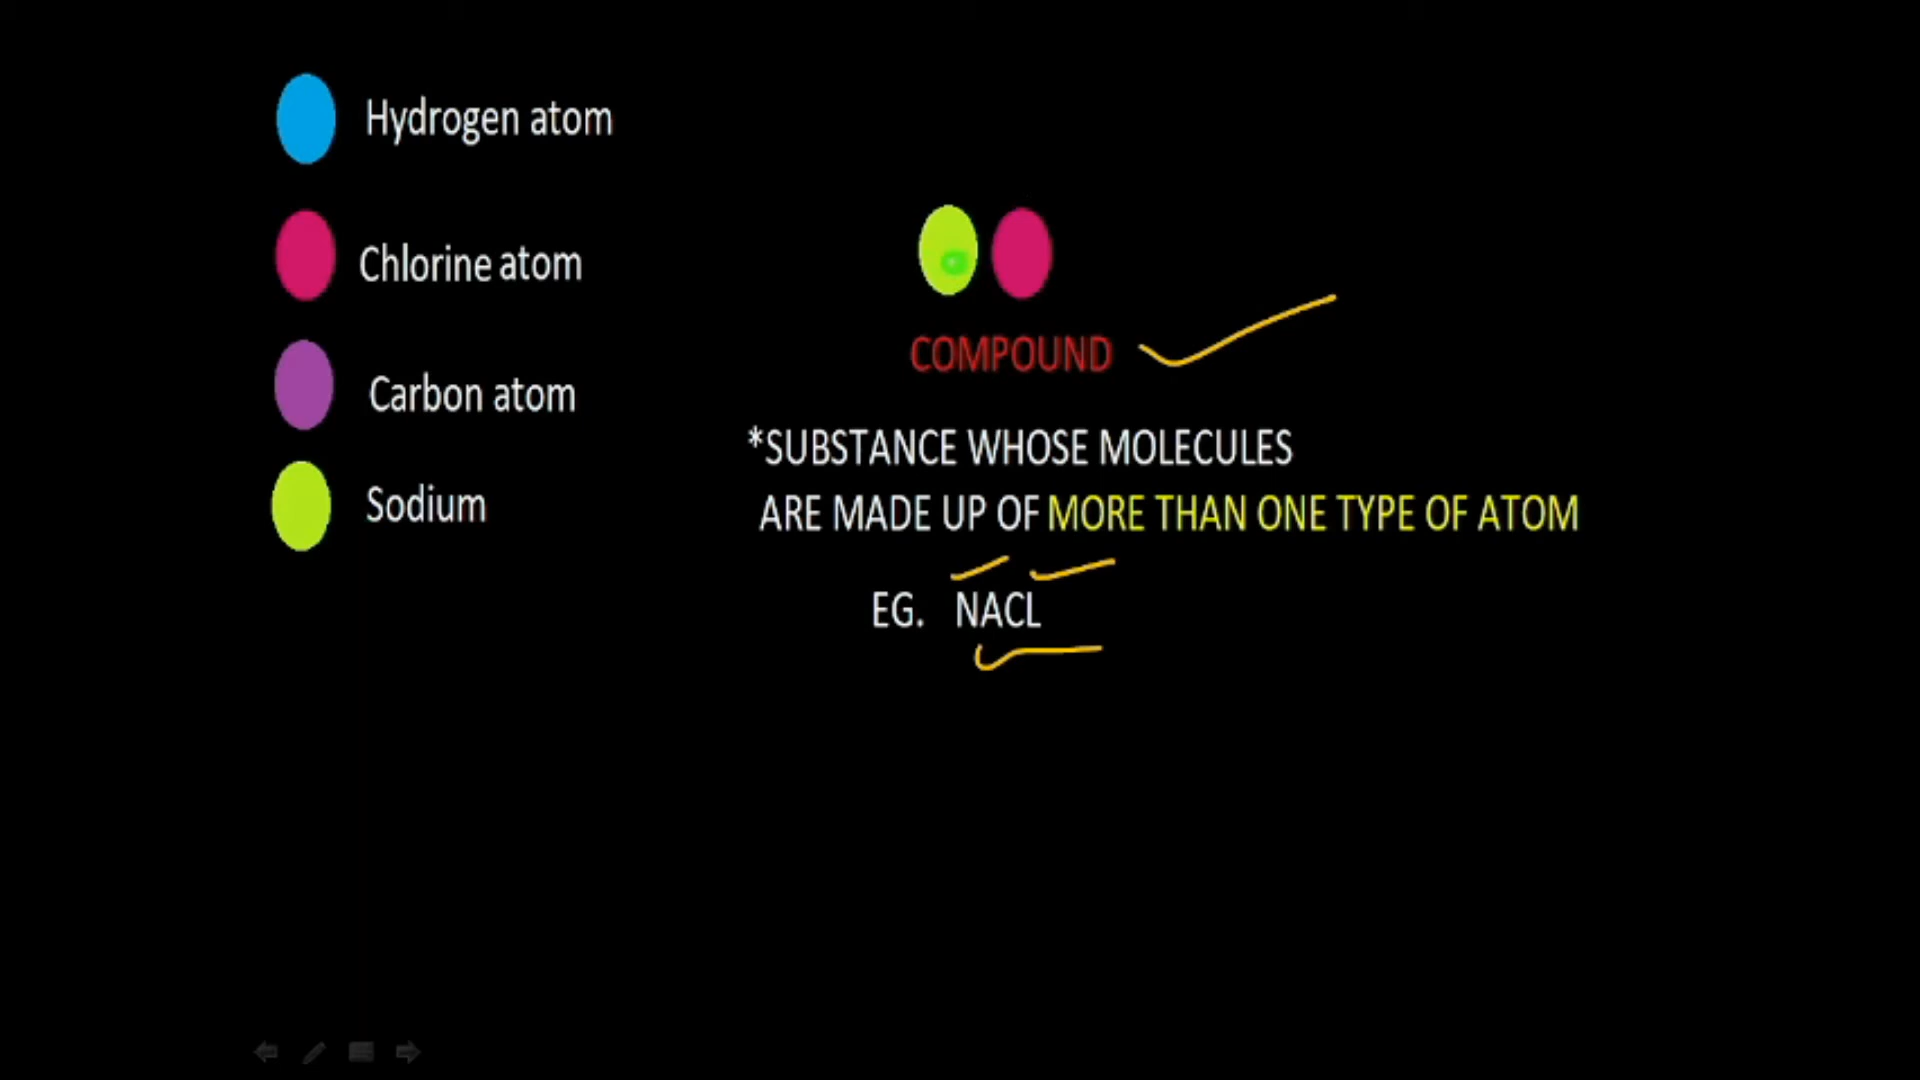 Hydrogen atom
Chlorine atom
Carbon atom
Sodium
COMPOUND
*SUBSTANCE WHOSE MOLECULES
ARE MADE UP OF MORE THAN ONE TYPE OF ATOM
EG. NACL